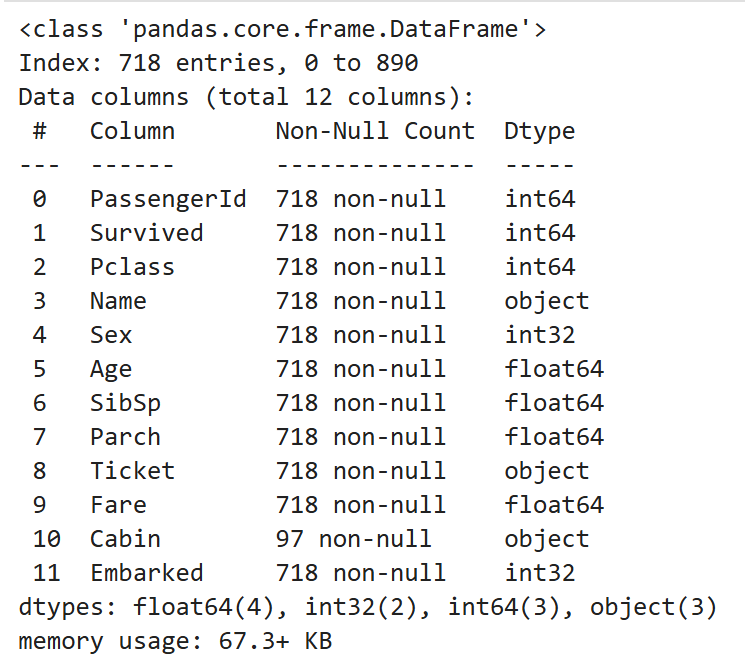 <class 'pandas.core.frame.DataFrame'>
Index: 718 entries, 0 to 890
Data columns (total 12 columns):
 #   Column       Non-Null Count  Dtype
---  ------       --------------  -----
 0   PassengerId  718 non-null    int64
 1   Survived     718 non-null    int64
 2   Pclass       718 non-null    int64
 3   Name         718 non-null    object
 4   Sex          718 non-null    int32
 5   Age          718 non-null    float64
 6   SibSp        718 non-null    float64
 7   Parch        718 non-null    float64
 8   Ticket       718 non-null    object
 9   Fare         718 non-null    float64
 10  Cabin        97 non-null     object
 11  Embarked     718 non-null    int32
dtypes: float64(4), int32(2), int64(3), object(3)
memory usage: 67.3+ KB